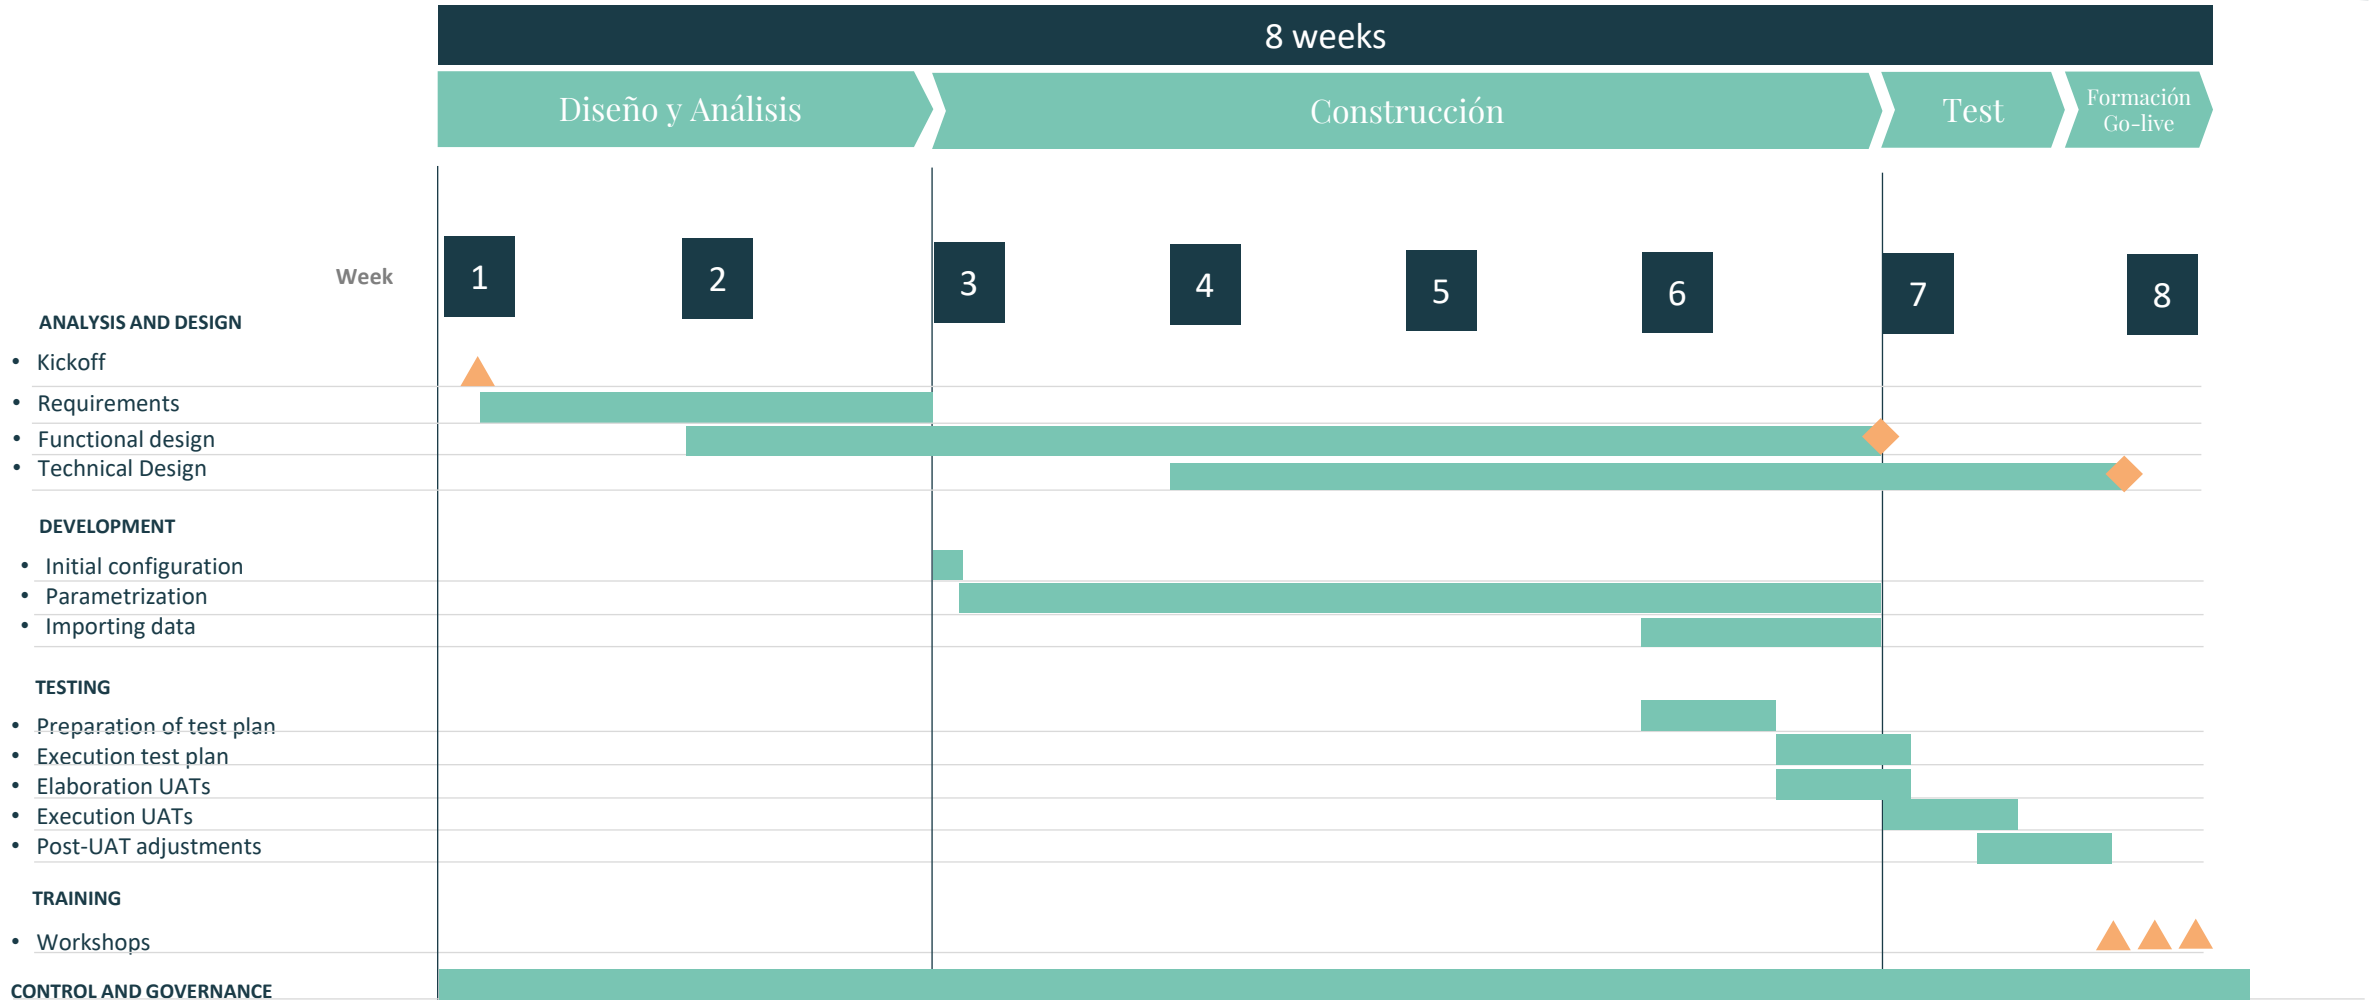 8 weeks
Diseño y Análisis
Construcción
Test
Formación
Go-live
Week
1
2
3
4
5
6
7
8
ANALYSIS AND DESIGN
• Kickoff
• Requirements
• Functional design
• Technical Design
DEVELOPMENT
• Initial configuration
• Parametrization
• Importing data
TESTING
• Preparation of test plan
• Execution test plan
• Elaboration UATs
• Execution UATs
• Post-UAT adjustments
TRAINING
• Workshops
CONTROL AND GOVERNANCE